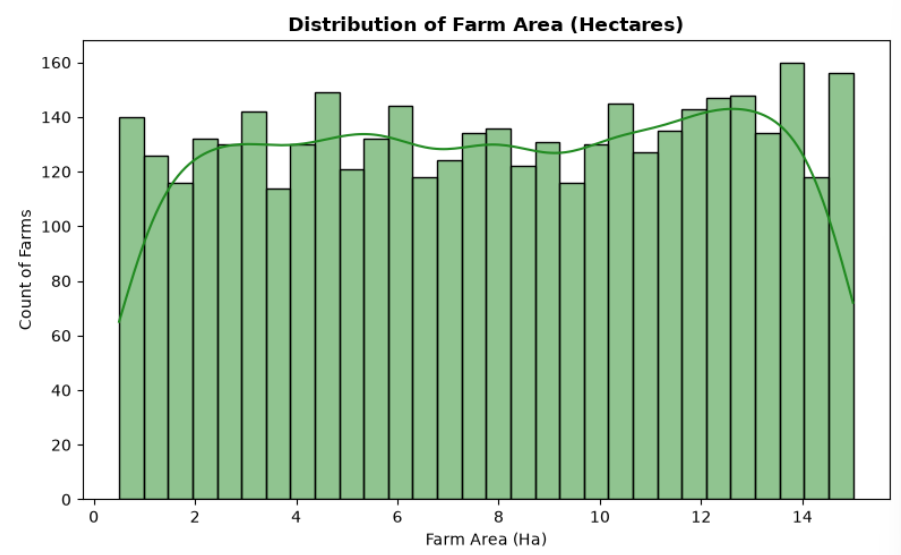 Distribution of Farm Area (Hectares)
160
140
120
100
80
60
40
20
0
Count of Farms
0 2 4 6 8 10 12 14
Farm Area (Ha)